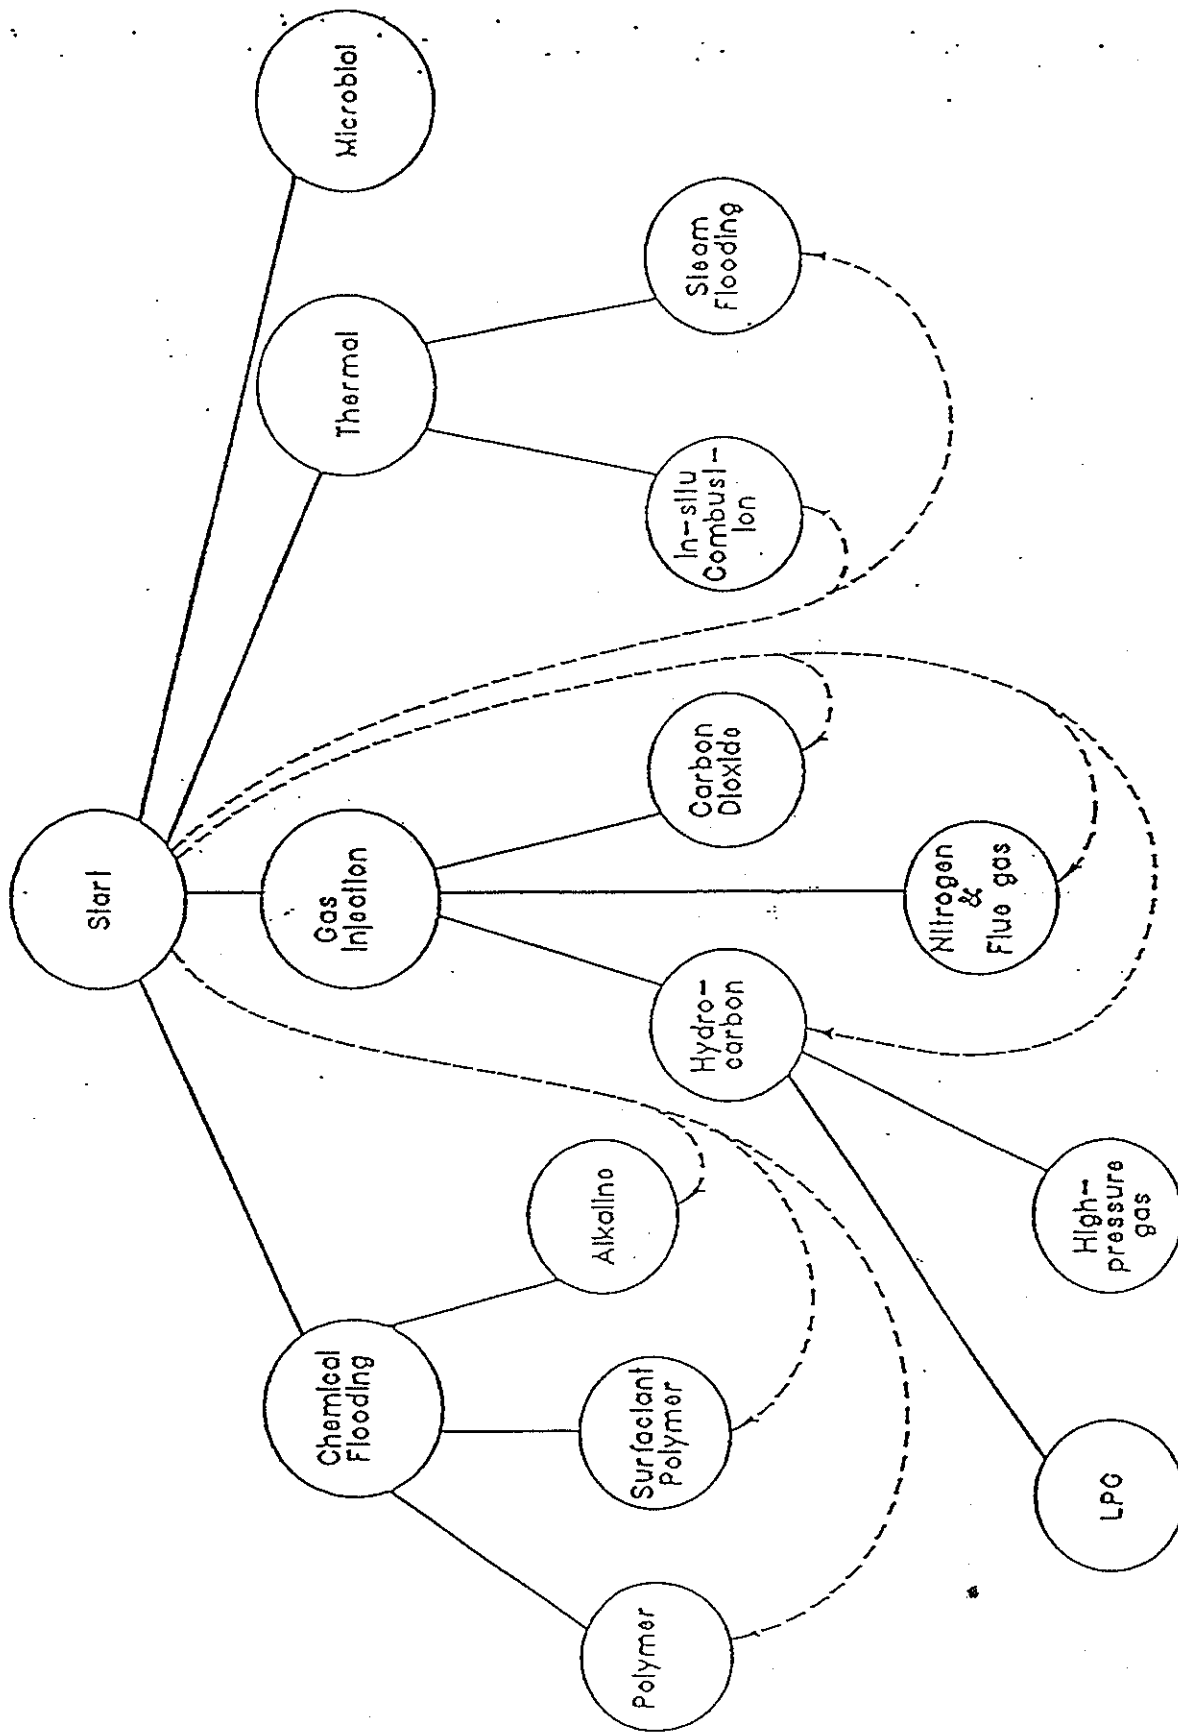 Start
Chemical
Flooding
Gas
Injection
Thermal
Microbial
Polymer
Surfactant
Polymer
Alkaline
Hydro-
carbon
Nitrogen
&
Flue gas
Carbon
Dioxide
In-situ
Combust-
ion
Steam
Flooding
LPG
High-
pressure
gas